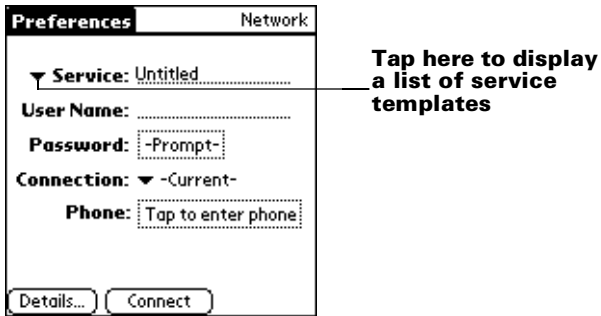 Preferences Network
Service: Untitled
User Name:
Password: -Prompt-
Connection: -Current-
Phone: Tap to enter phone
Details... Connect
Tap here to display
a list of service
templates